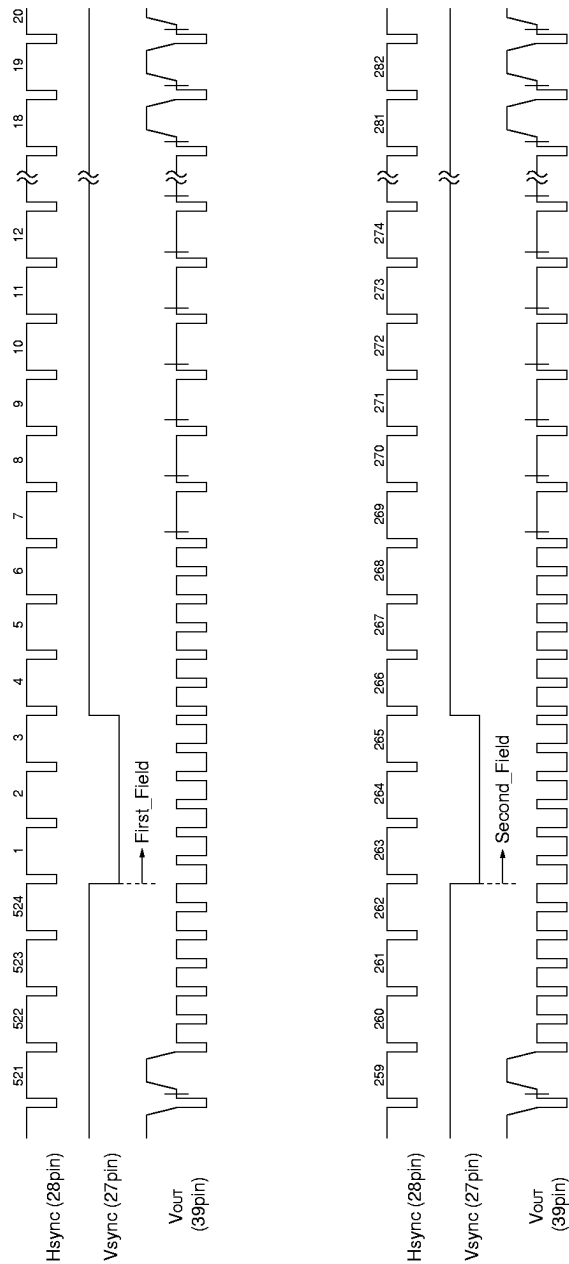 Hsync (28pin)
521 522 523 524 1 2 3 4 5 6 7 8 9 10 11 12 18 19 20
Vsync (27pin)
First_Field
VOUT
(39pin)
Hsync (28pin)
259 260 261 262 263 264 265 266 267 268 269 270 271 272 273 274 281 282
Vsync (27pin)
Second_Field
VOUT
(39pin)